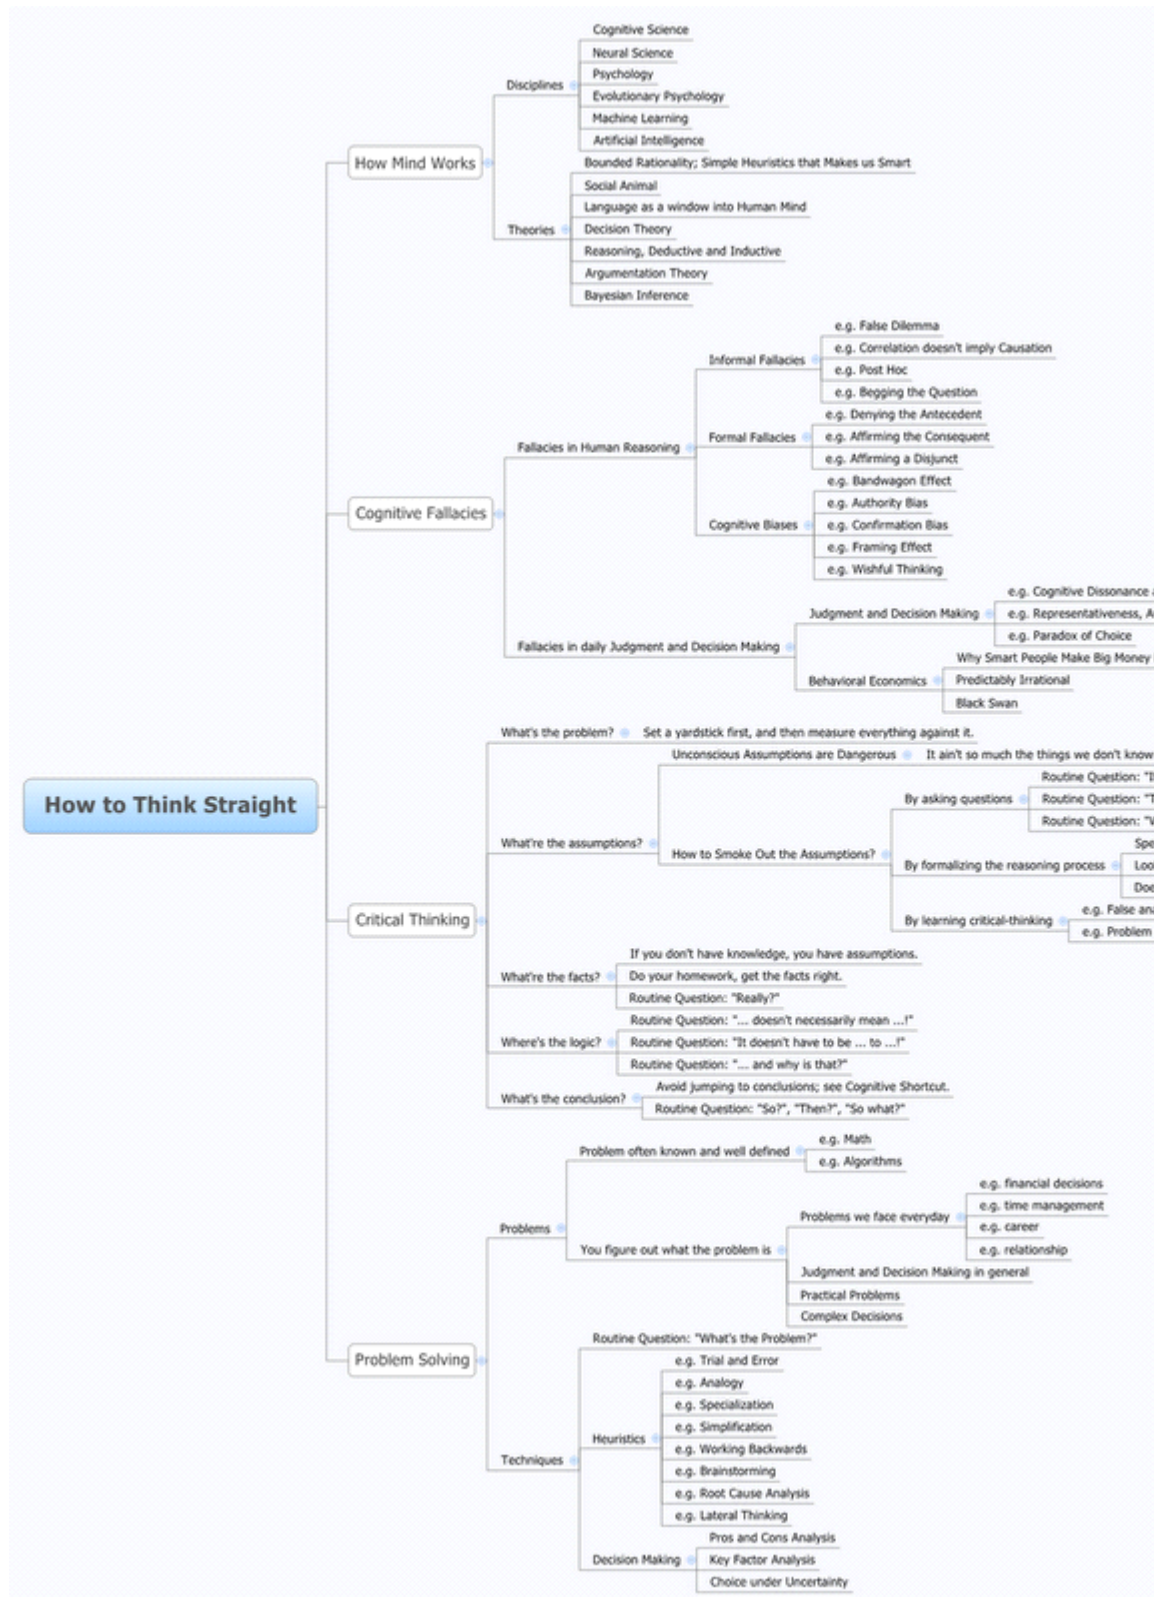 How to Think Straight
How Mind Works
Disciplines
Cognitive Science
Neural Science
Psychology
Evolutionary Psychology
Machine Learning
Artificial Intelligence
Theories
Bounded Rationality; Simple Heuristics that Makes us Smart
Social Animal
Language as a window into Human Mind
Decision Theory
Reasoning, Deductive and Inductive
Argumentation Theory
Bayesian Inference
Cognitive Fallacies
Fallacies in Human Reasoning
Informal Fallacies
e.g. False Dilemma
e.g. Correlation doesn't imply Causation
e.g. Post Hoc
e.g. Begging the Question
Formal Fallacies
e.g. Denying the Antecedent
e.g. Affirming the Consequent
e.g. Affirming a Disjunct
Cognitive Biases
e.g. Bandwagon Effect
e.g. Authority Bias
e.g. Confirmation Bias
e.g. Framing Effect
e.g. Wishful Thinking
Fallacies in daily Judgment and Decision Making
Judgment and Decision Making
e.g. Cognitive Dissonance
e.g. Representativeness,
e.g. Paradox of Choice
Behavioral Economics
Why Smart People Make Big Money
Predictably Irrational
Black Swan
Critical Thinking
What's the problem?
Set a yardstick first, and then measure everything against it.
What're the assumptions?
Unconscious Assumptions are Dangerous
It ain't so much the things we don't know
How to Smoke Out the Assumptions?
By asking questions
Routine Question:
Routine Question:
Routine Question:
By formalizing the reasoning process
By learning critical-thinking
e.g. False
e.g. Problem
What're the facts?
If you don't have knowledge, you have assumptions.
Do your homework, get the facts right.
Routine Question: "Really?"
Where's the logic?
Routine Question: "... doesn't necessarily mean ...!"
Routine Question: "It doesn't have to be ... to ...!"
Routine Question: "... and why is that?"
What's the conclusion?
Avoid jumping to conclusions; see Cognitive Shortcut.
Routine Question: "So?", "Then?", "So what?"
Problem Solving
Problems
Problem often known and well defined
e.g. Math
e.g. Algorithms
You figure out what the problem is
Problems we face everyday
e.g. financial decisions
e.g. time management
e.g. career
e.g. relationship
Judgment and Decision Making in general
Practical Problems
Complex Decisions
Techniques
Routine Question: "What's the Problem?"
Heuristics
e.g. Trial and Error
e.g. Analogy
e.g. Specialization
e.g. Simplification
e.g. Working Backwards
e.g. Brainstorming
e.g. Root Cause Analysis
e.g. Lateral Thinking
Decision Making
Pros and Cons Analysis
Key Factor Analysis
Choice under Uncertainty